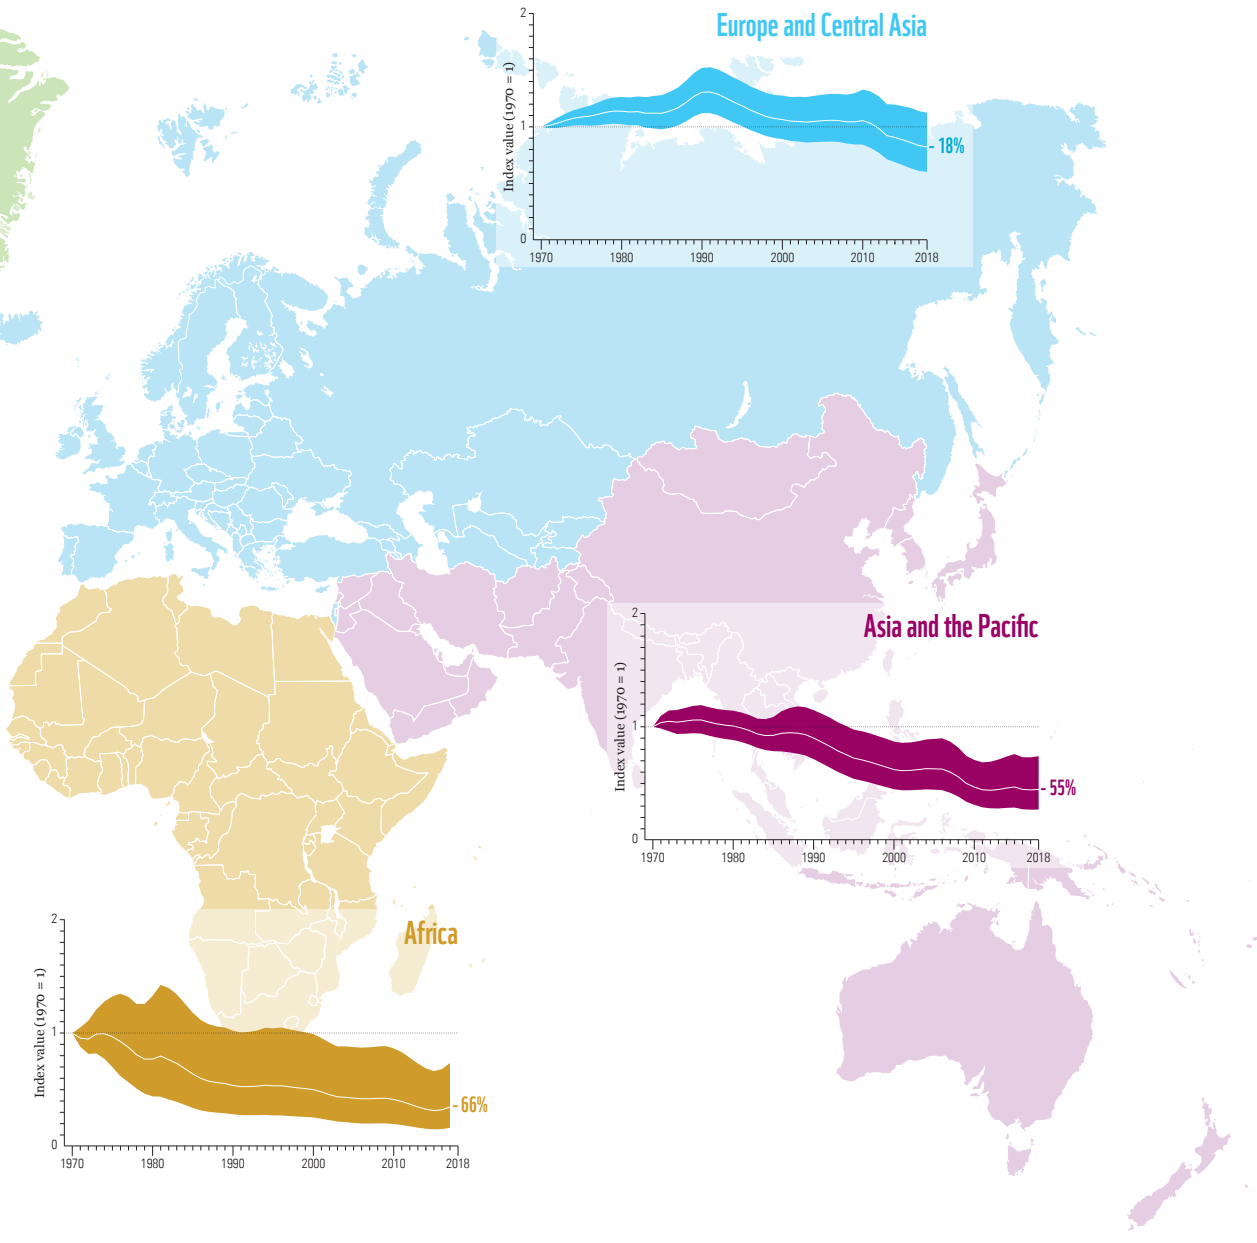 Europe and Central Asia
Index value (1970 = 1)
2
1
0
1970 1980 1990 2000 2010 2018
- 18%
Asia and the Pacific
Index value (1970 = 1)
2
1
0
1970 1980 1990 2000 2010 2018
- 55%
Africa
Index value (1970 = 1)
2
1
0
1970 1980 1990 2000 2010 2018
- 66%